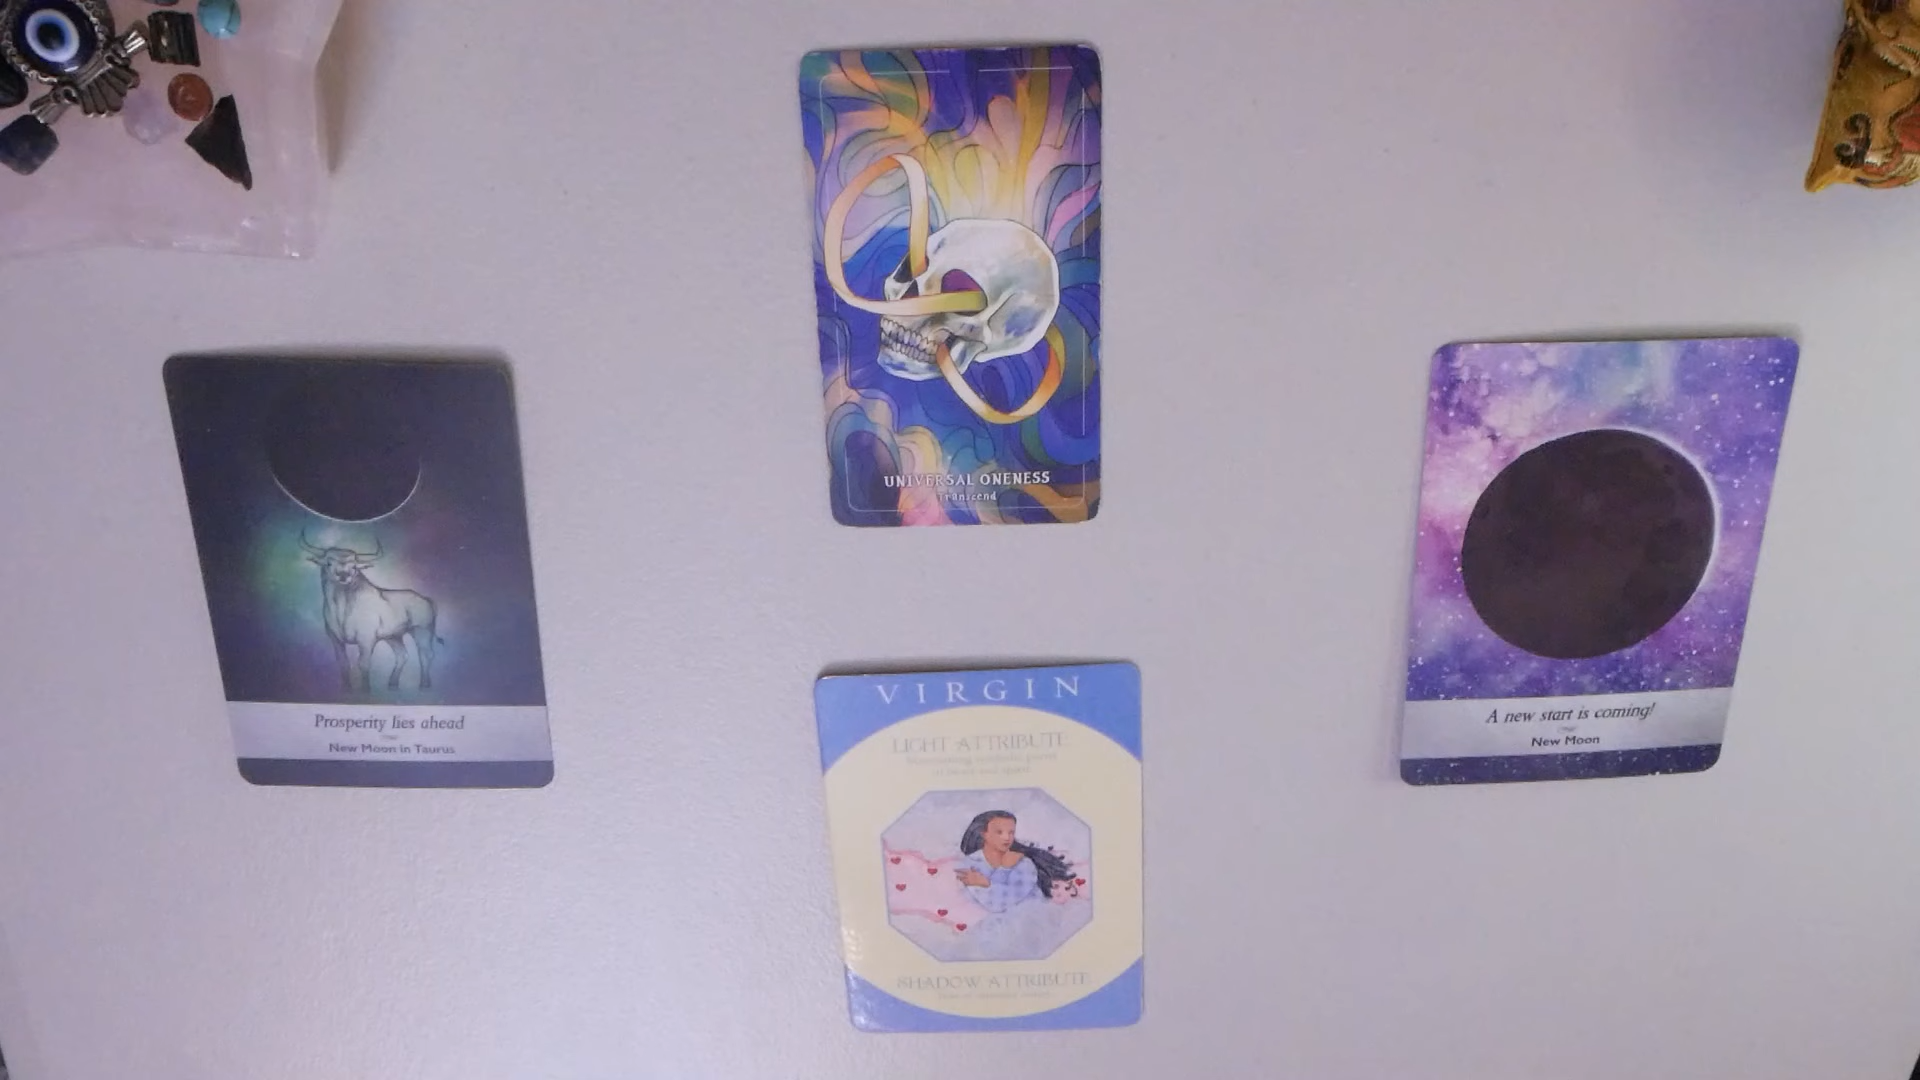 UNIVERSAL ONENESS
Transcend
Prosperity lies ahead
New Moon in Taurus
A new start is coming!
New Moon
VIRGIN
LIGHT ATTRIBUTE
SHADOW ATTRIBUTE